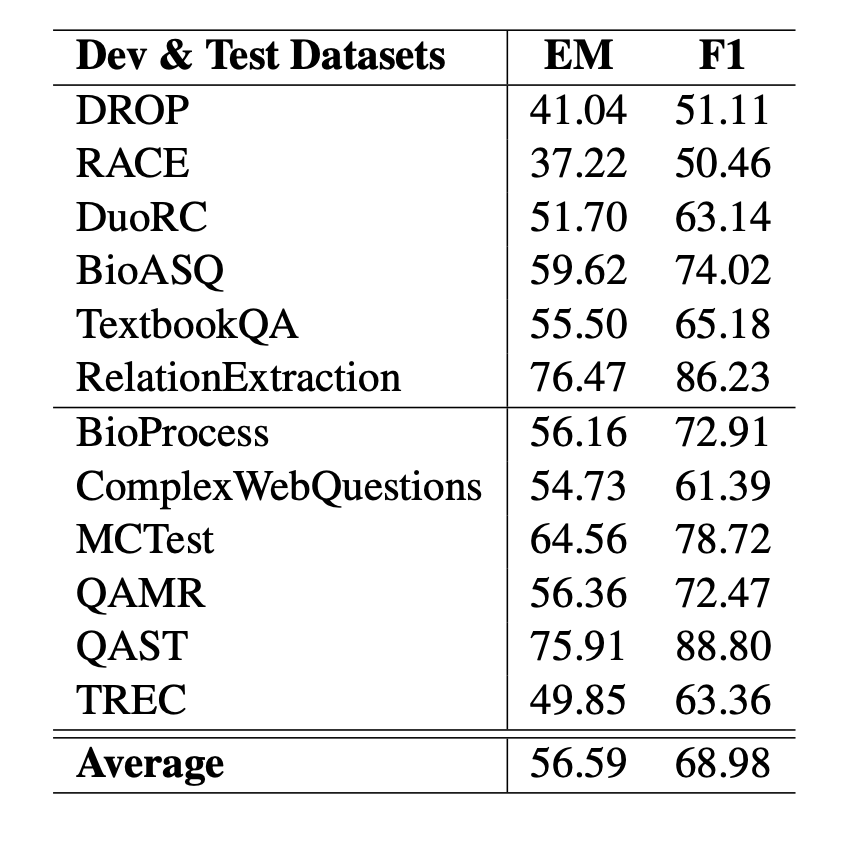 Dev & Test Datasets EM F1
DROP 41.04 51.11
RACE 37.22 50.46
DuoRC 51.70 63.14
BioASQ 59.62 74.02
TextbookQA 55.50 65.18
RelationExtraction 76.47 86.23
BioProcess 56.16 72.91
ComplexWebQuestions 54.73 61.39
MCTest 64.56 78.72
QAMR 56.36 72.47
QAST 75.91 88.80
TREC 49.85 63.36
Average 56.59 68.98